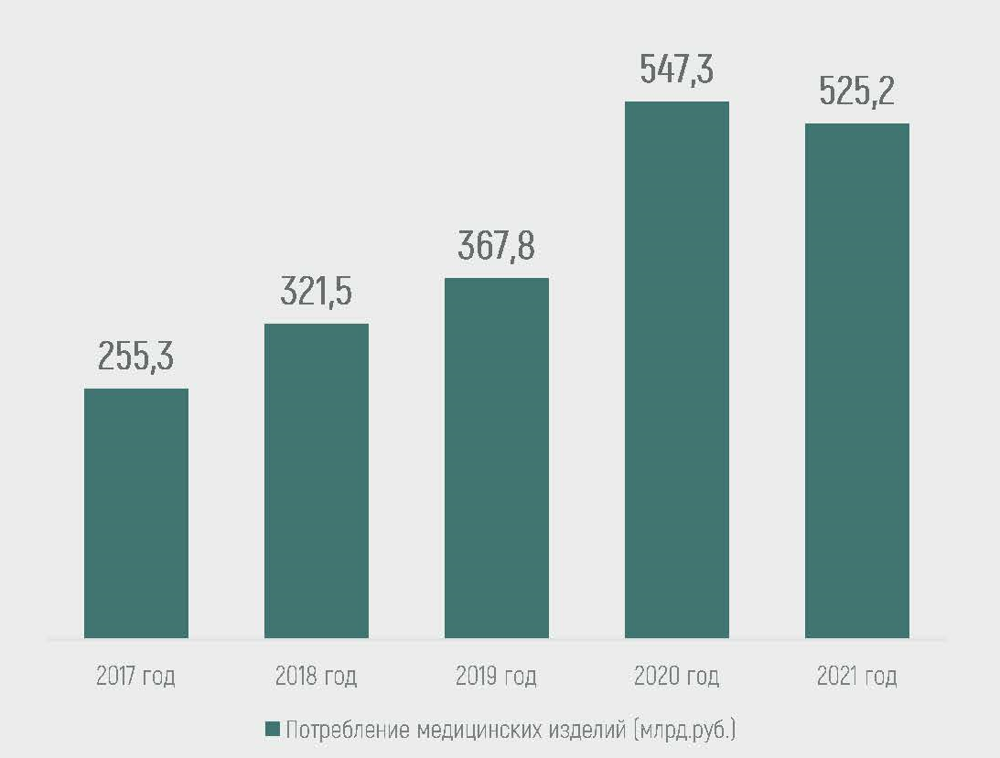 547,3
525,2
367,8
321,5
255,3
2017 год 2018 год 2019 год 2020 год 2021 год
Потребление медицинских изделий (млрд.руб.)